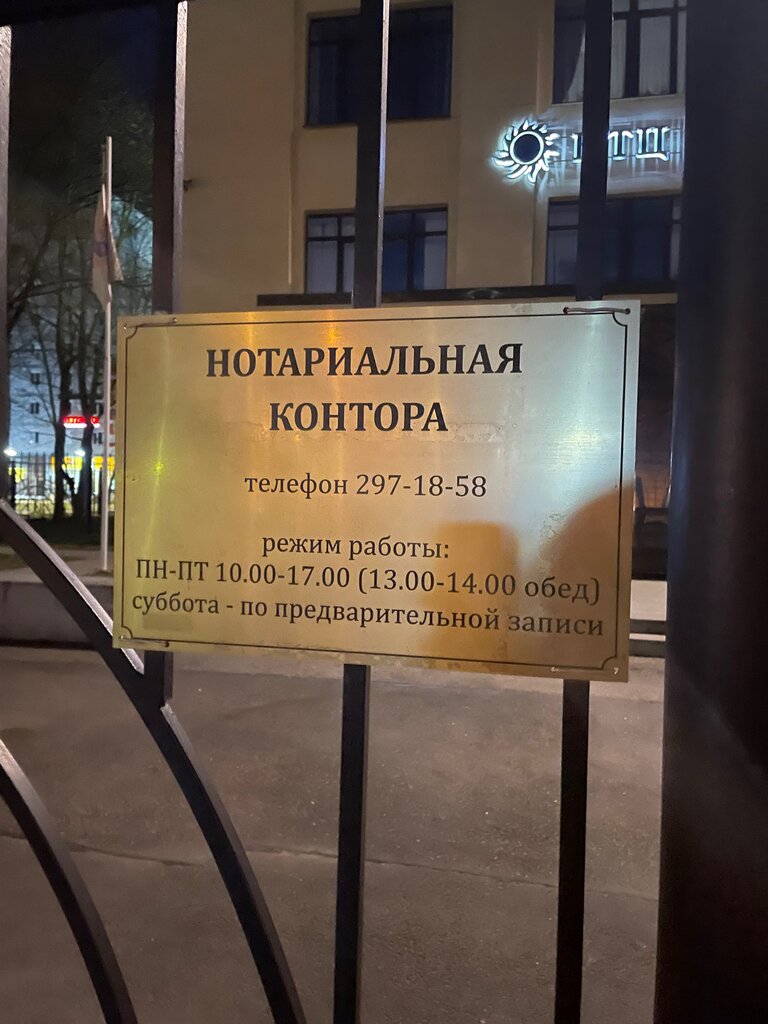 НОТАРИАЛЬНАЯ
КОНТОРА
телефон 297-18-58
режим работы:
ПН-ПТ 10.00-17.00 (13.00-14.00 обед)
суббота - по предварительной записи